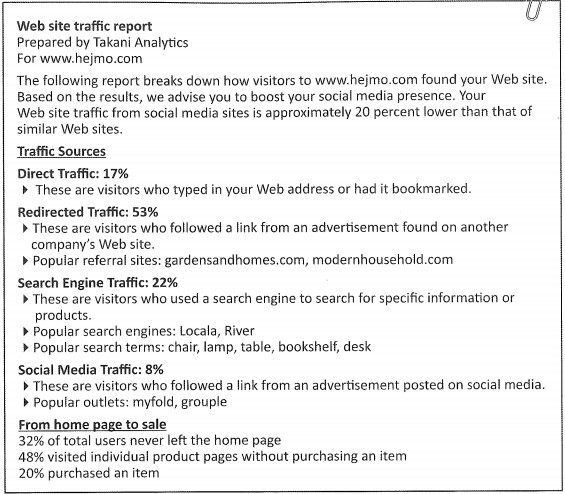 Web site traffic report
Prepared by Takani Analytics
For www.hejmo.com
The following report breaks down how visitors to www.hejmo.com found your Web site.
Based on the results, we advise you to boost your social media presence. Your
Web site traffic from social media sites is approximately 20 percent lower than that of
similar Web sites.
Traffic Sources
Direct Traffic: 17%
These are visitors who typed in your Web address or had it bookmarked.
Redirected Traffic: 53%
These are visitors who followed a link from an advertisement found on another
company's Web site.
Popular referral sites: gardensandhomes.com, modernhousehold.com
Search Engine Traffic: 22%
These are visitors who used a search engine to search for specific information or
products.
Popular search engines: Locala, River
Popular search terms: chair, lamp, table, bookshelf, desk
Social Media Traffic: 8%
These are visitors who followed a link from an advertisement posted on social media.
Popular outlets: myfold, grouple
From home page to sale
32% of total users never left the home page
48% visited individual product pages without purchasing an item
20% purchased an item